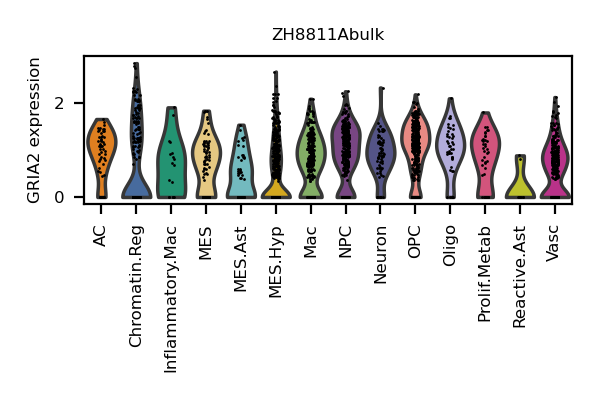 ZH8811Abulk
GRIA2 expression
2
0
AC
Chromatin.Reg
Inflammatory.Mac
MES
MES.Ast
MES.Hyp
Mac
NPC
Neuron
OPC
Oligo
Prolif.Metab
Reactive.Ast
Vasc